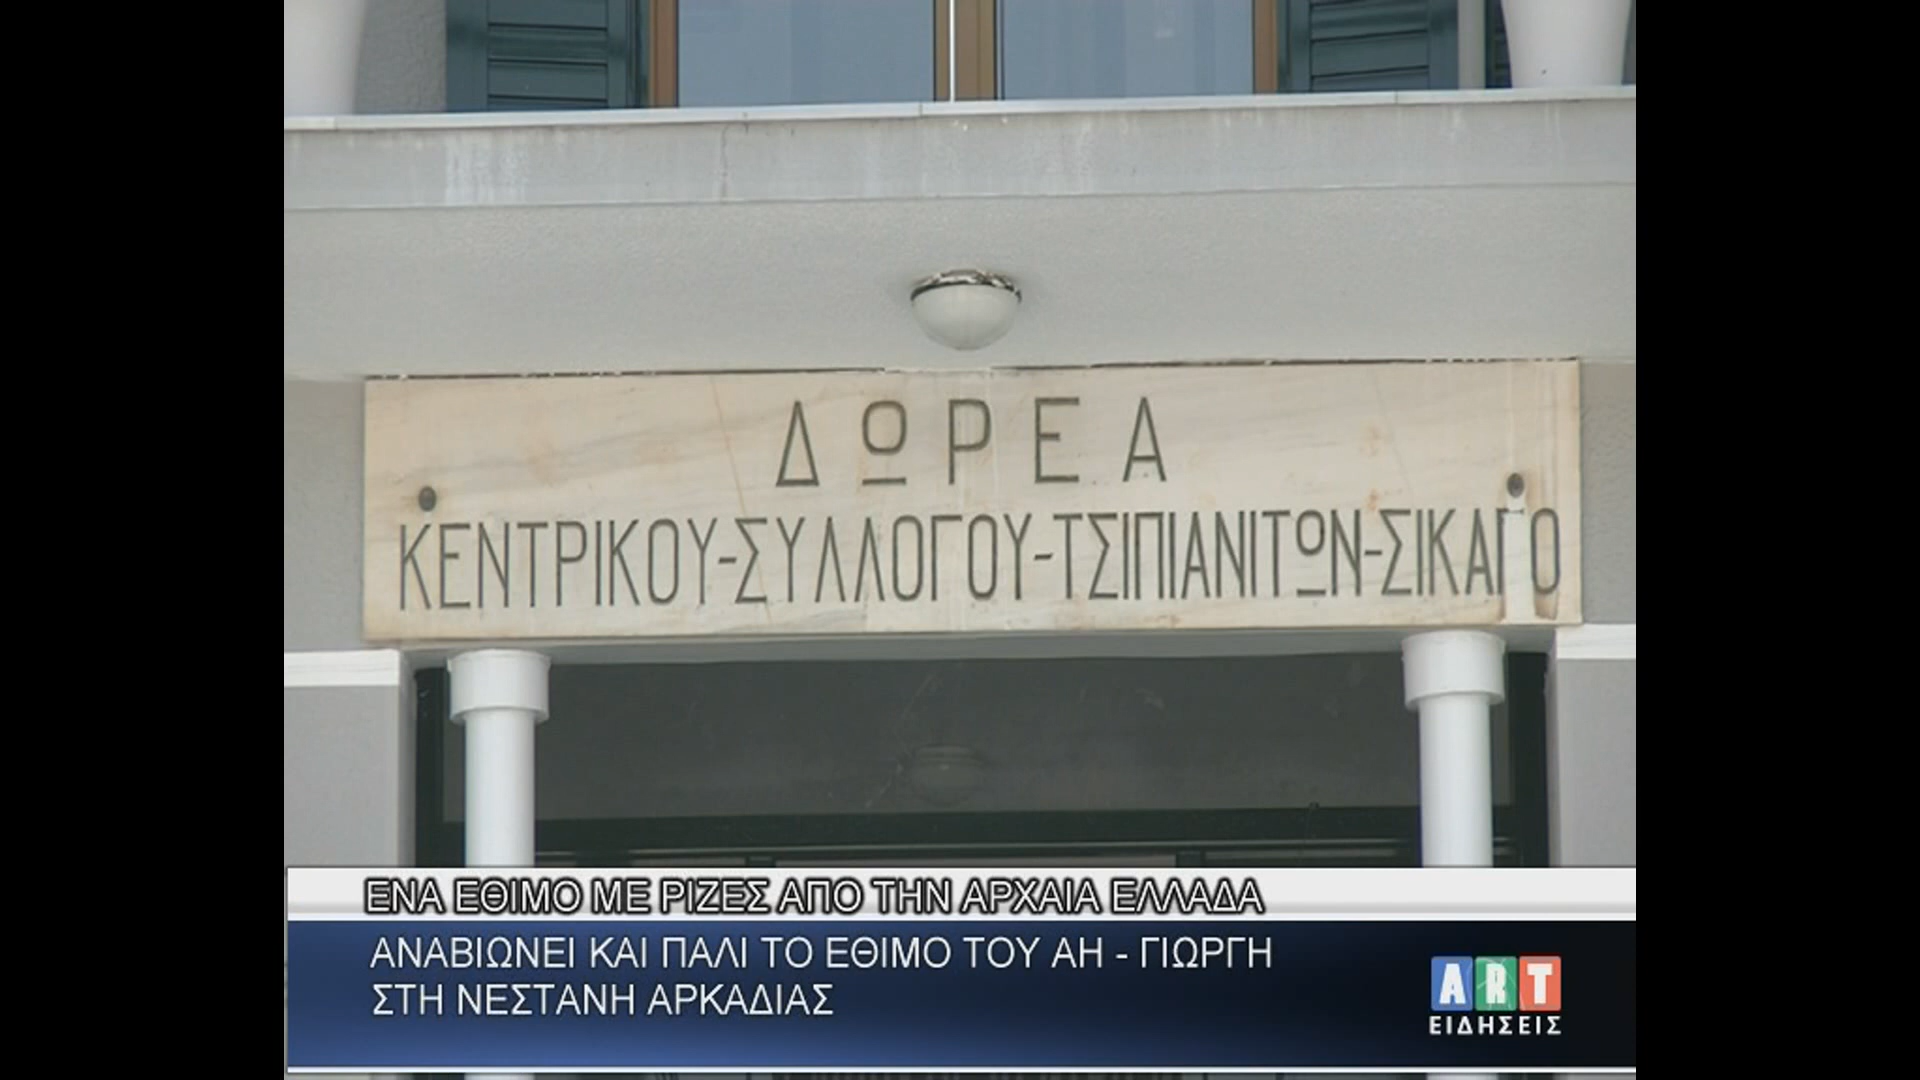 ΔΩΡΕΑ
ΚΕΝΤΡΙΚΟΥ-ΣΥΛΛΟΓΟΥ-ΤΣΙΠΙΑΝΙΤΩΝ-ΣΙΚΑΓΟ
ΕΝΑ ΕΘΙΜΟ ΜΕ ΡΙΖΕΣ ΑΠΟ ΤΗΝ ΑΡΧΑΙΑ ΕΛΛΑΔΑ
ΑΝΑΒΙΩΝΕΙ ΚΑΙ ΠΑΛΙ ΤΟ ΕΘΙΜΟ ΤΟΥ ΑΗ - ΓΙΩΡΓΗ
ΣΤΗ ΝΕΣΤΑΝΗ ΑΡΚΑΔΙΑΣ
ART
ΕΙΔΗΣΕΙΣ